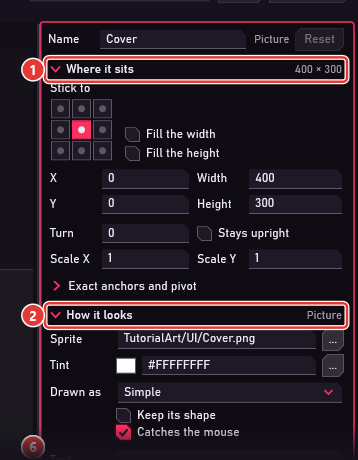 Name Cover Picture Reset
1 Where it sits 400 × 300
Stick to
Fill the width
Fill the height
X 0 Width 400
Y 0 Height 300
Turn 0 Stays upright
Scale X 1 Scale Y 1
Exact anchors and pivot
2 How it looks Picture
Sprite TutorialArt/UI/Cover.png ...
Tint #FFFFFFFF ...
Drawn as Simple
Keep its shape
Catches the mouse
6